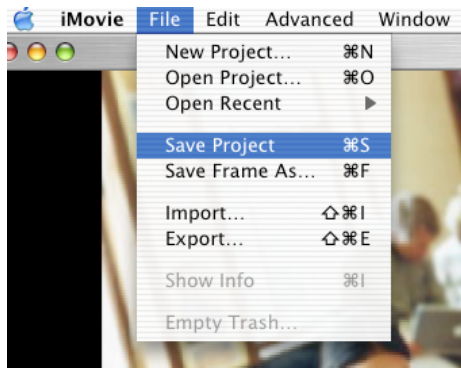 iMovie File Edit Advanced Window
New Project... ⌘N
Open Project... ⌘O
Open Recent ▶
Save Project ⌘S
Save Frame As... ⌘F
Import... ⇧⌘I
Export... ⇧⌘E
Show Info ⌘I
Empty Trash...